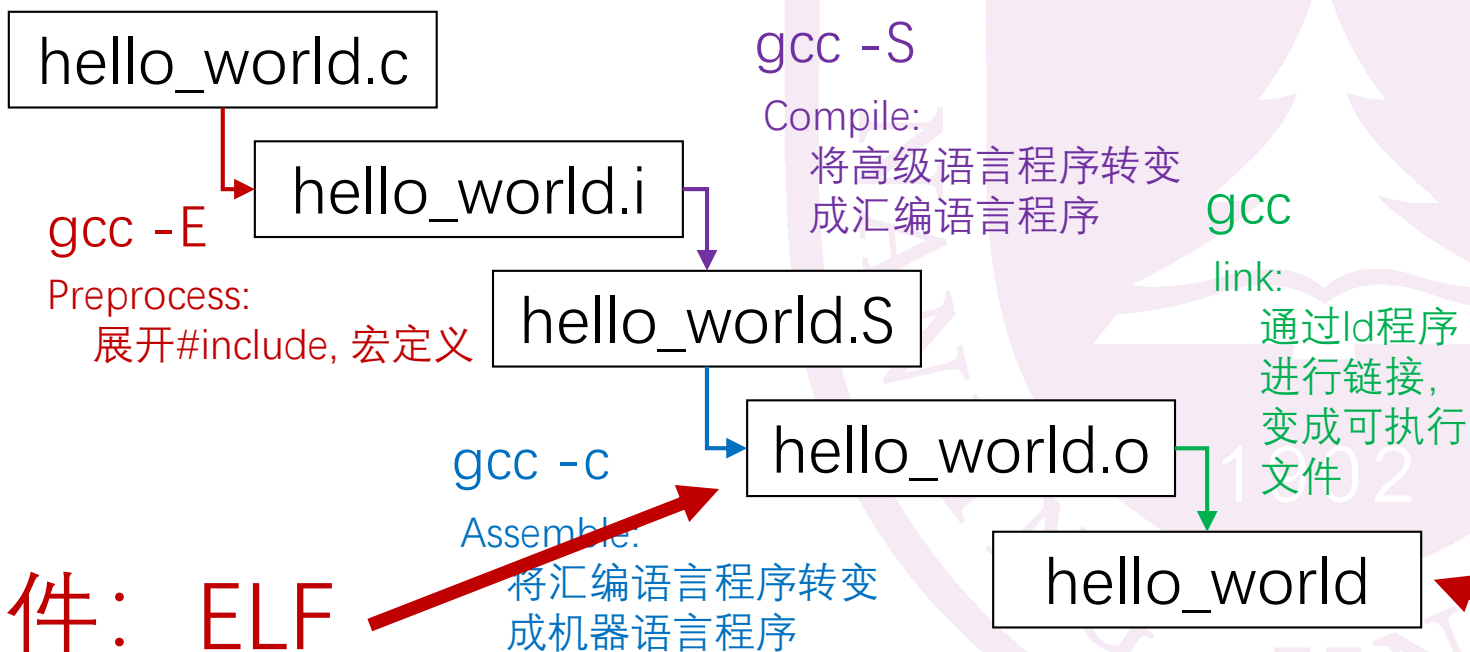 hello_world.c
gcc -S
Compile:
将高级语言程序转变
成汇编语言程序
hello_world.i
gcc -E
Preprocess:
展开#include, 宏定义
gcc
link:
通过ld程序
进行链接,
变成可执行
文件
hello_world.S
hello_world.o
gcc -c
Assemble:
将汇编语言程序转变
成机器语言程序
hello_world
件: ELF
1902